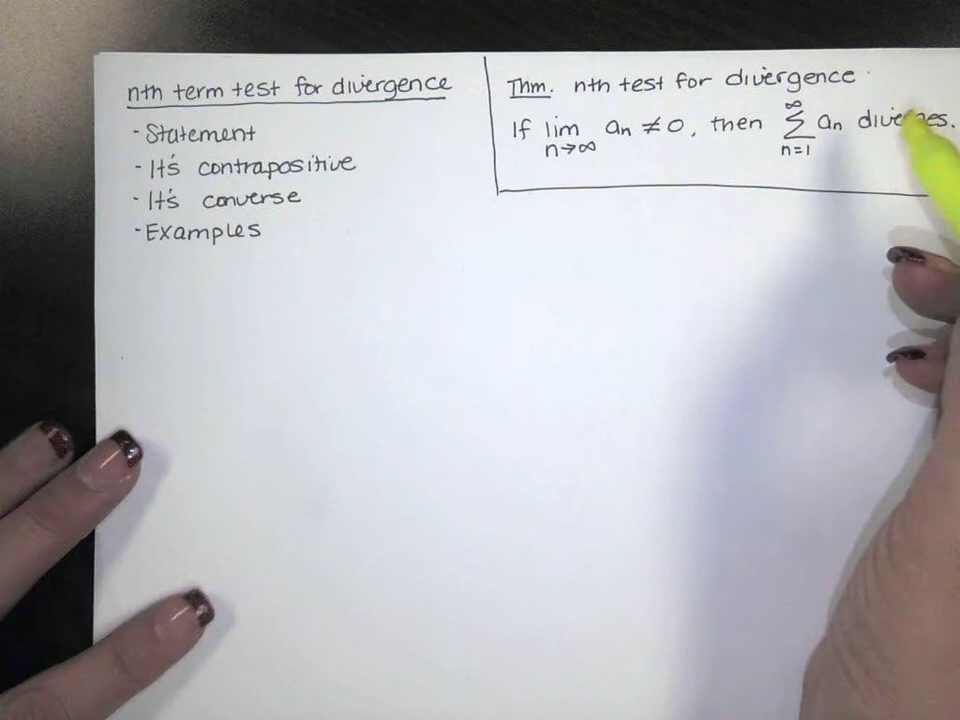 nth term test for divergence
- Statement
- It's contrapositive
- It's converse
- Examples
Thm. nth test for divergence
If lim n→∞ an ≠ 0, then ∞ Σ n=1 an diverges.